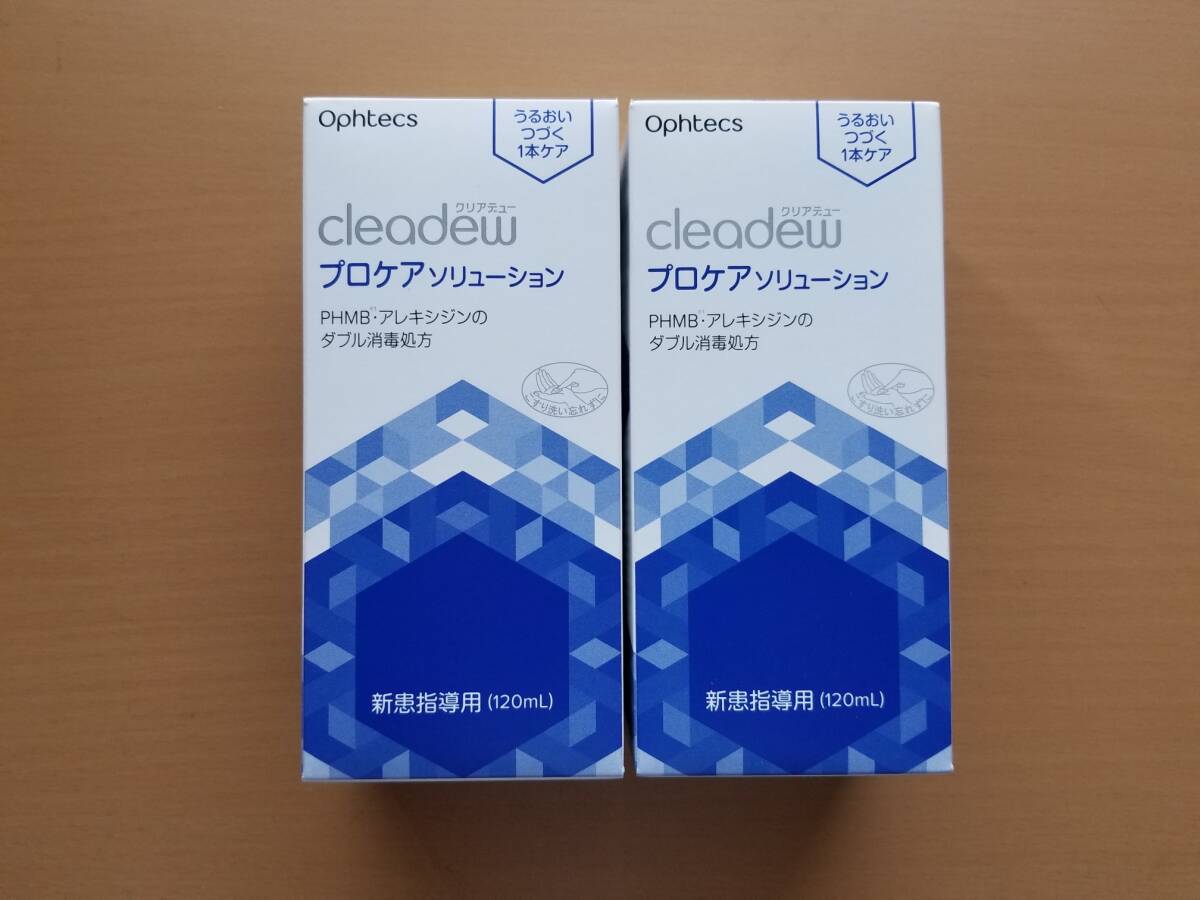 Ophtecs
うるおい
つづく
1本ケア
クリアデュー
cleadew
プロケアソリューション
PHMB※1・アレキシジンの
ダブル消毒処方
こすり洗い忘れずに
新患指導用 (120mL)
Ophtecs
うるおい
つづく
1本ケア
クリアデュー
cleadew
プロケアソリューション
PHMB※1・アレキシジンの
ダブル消毒処方
こすり洗い忘れずに
新患指導用 (120mL)